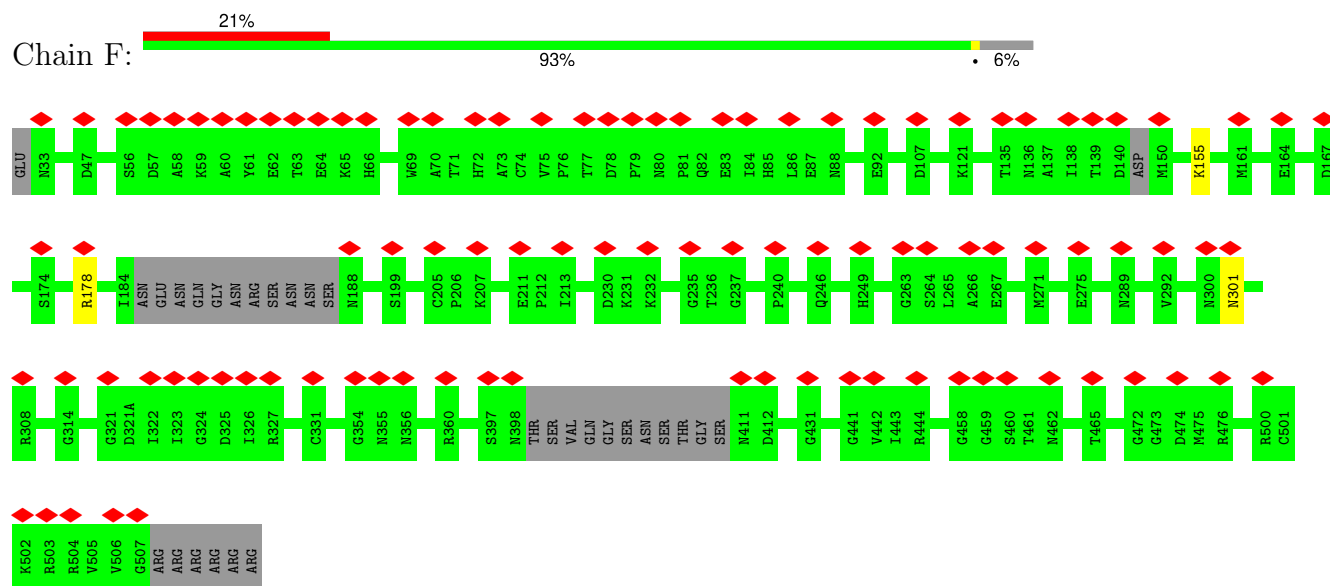 21%
Chain F:
93% • 6%
GLU N33 D47 S56 D57 A58 K59 A60 Y61 E62 T63 E64 K65 H66 W69 A70 T71 H72 A73 C74 V75 P76 T77 D78 P79 N80 P81 Q82 E83 I84 H85 L86 E87 N88 E92 D107 K121 T135 N136 A137 I138 T139 D140 ASP M150 K155 M161 E164 D167
S174 R178 I184 ASN GLU ASN GLN GLY ASN ARG SER ASN ASN SER N188 S199 C205 P206 K207 E211 P212 I213 D230 K231 K232 G235 T236 G237 P240 Q246 H249 G263 S264 L265 A266 E267 M271 E275 N289 V292 N300 N301
R308 G314 G321 D321A I322 I323 G324 D325 I326 R327 C331 G354 N355 N356 R360 S397 N398 THR SER VAL GLN GLY SER ASN SER THR GLY SER N411 D412 G431 G441 V442 I443 R444 G458 G459 S460 T461 N462 T465 G472 G473 D474 M475 R476 R500 C501
K502 R503 R504 V505 V506 G507 ARG ARG ARG ARG ARG ARG